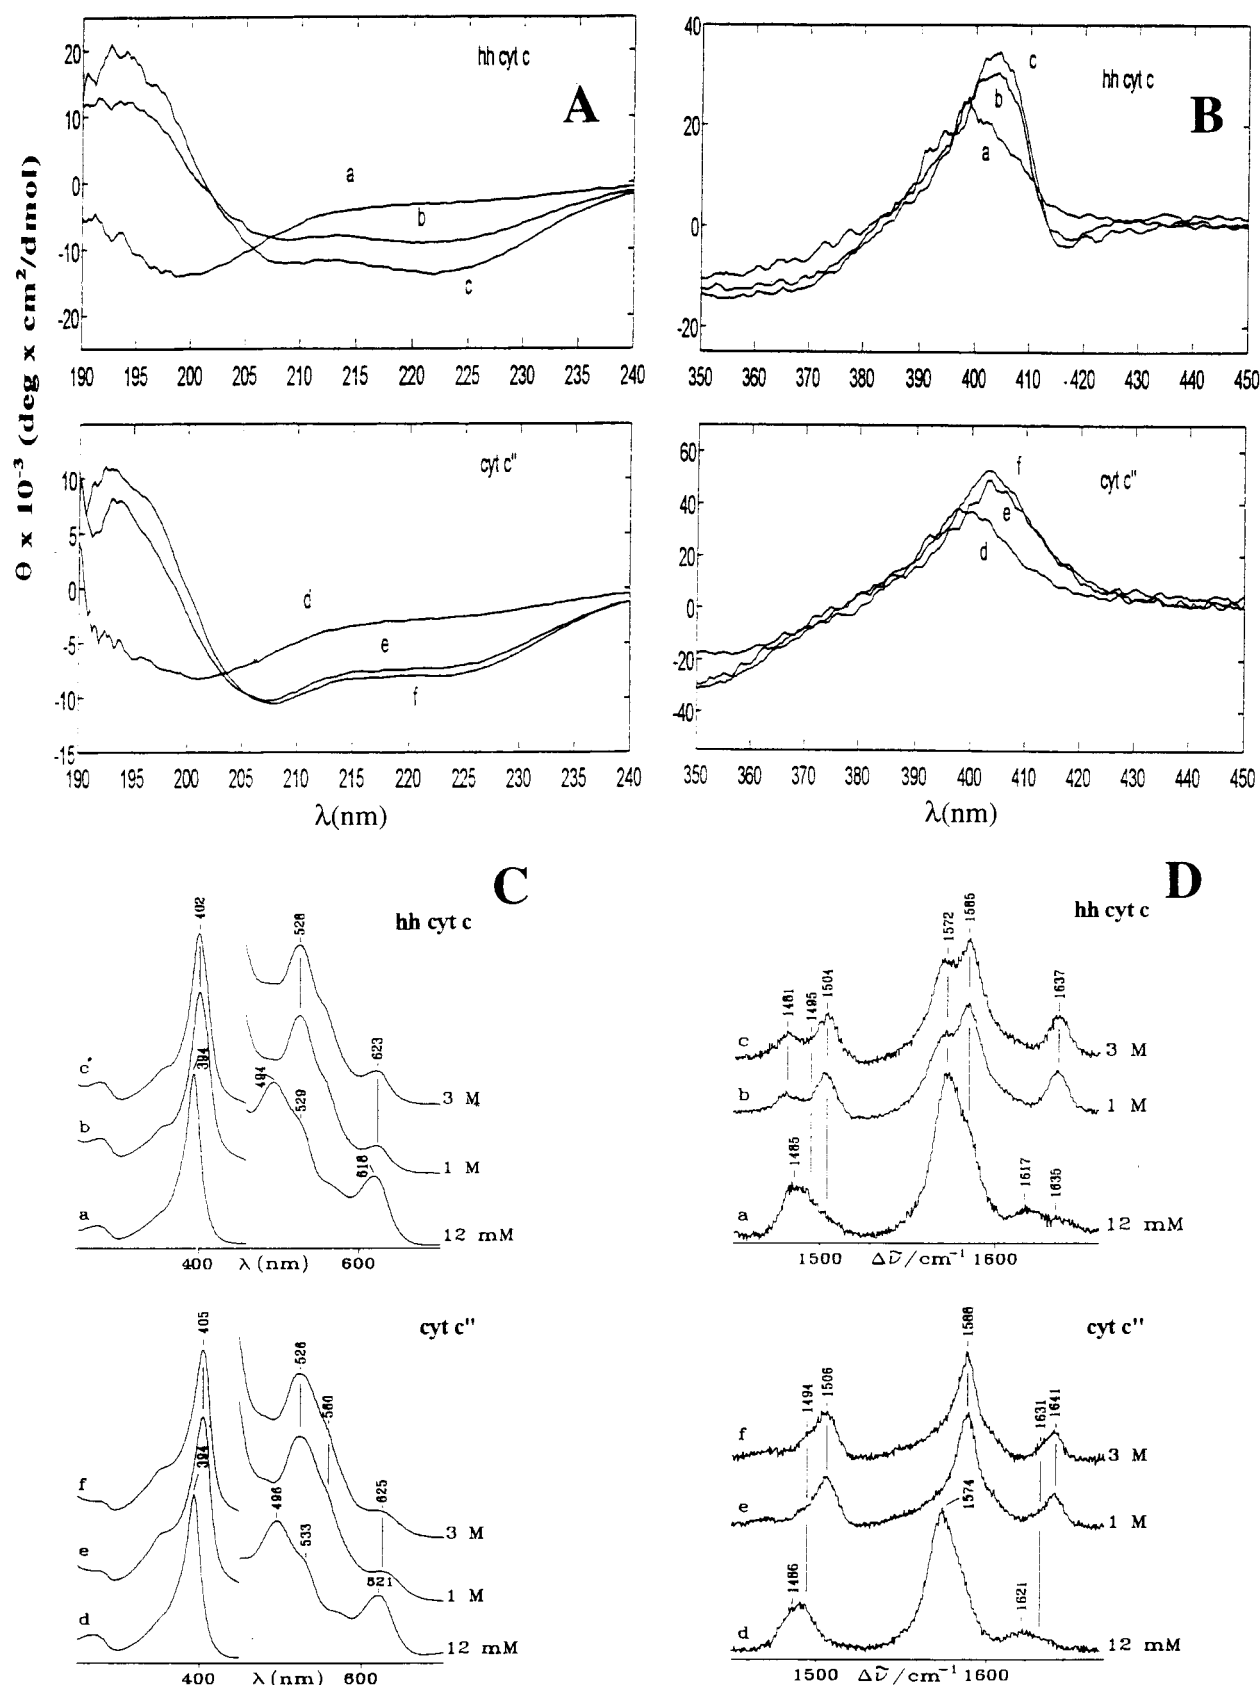 Θ x 10⁻³ (deg x cm²/dmol)
A
hh cyt c
20
10
0
-10
-20
a
b
c
190 195 200 205 210 215 220 225 230 235 240
B
hh cyt c
40
20
0
-20
c
b
a
350 360 370 380 390 400 410 420 430 440 450
cyt c"
10
5
0
-5
-10
-15
d
e
f
190 195 200 205 210 215 220 225 230 235 240
λ(nm)
cyt c"
60
40
20
0
-20
-40
f
e
d
350 360 370 380 390 400 410 420 430 440 450
λ(nm)
C
hh cyt c
402
528
394
494
529
623
618
c'
b
a
3 M
1 M
12 mM
400 λ(nm) 600
D
hh cyt c
1481
1495
1504
1572
1585
1637
1485
1617
1635
c
b
a
3 M
1 M
12 mM
1500 Δν̃/cm⁻¹ 1600
cyt c"
405
526
560
394
496
533
625
621
f
e
d
3 M
1 M
12 mM
400 λ(nm) 600
cyt c"
1494
1506
1588
1631
1641
1574
1486
1621
f
e
d
3 M
1 M
12 mM
1500 Δν̃/cm⁻¹ 1600